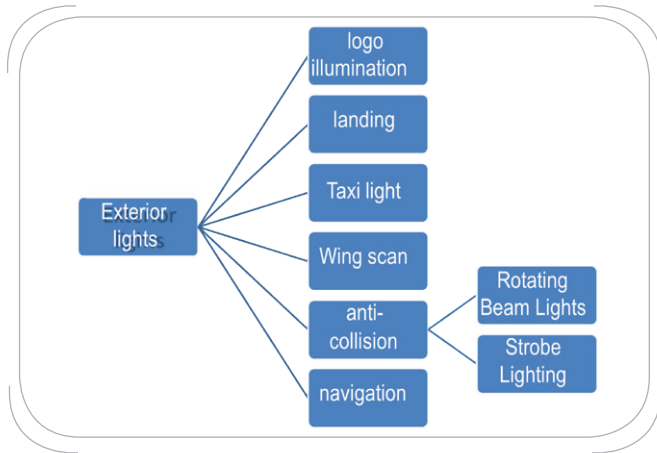 logo
illumination
landing
Taxi light
Exterior
lights
Wing scan
Rotating
Beam Lights
anti-
collision
Strobe
Lighting
navigation